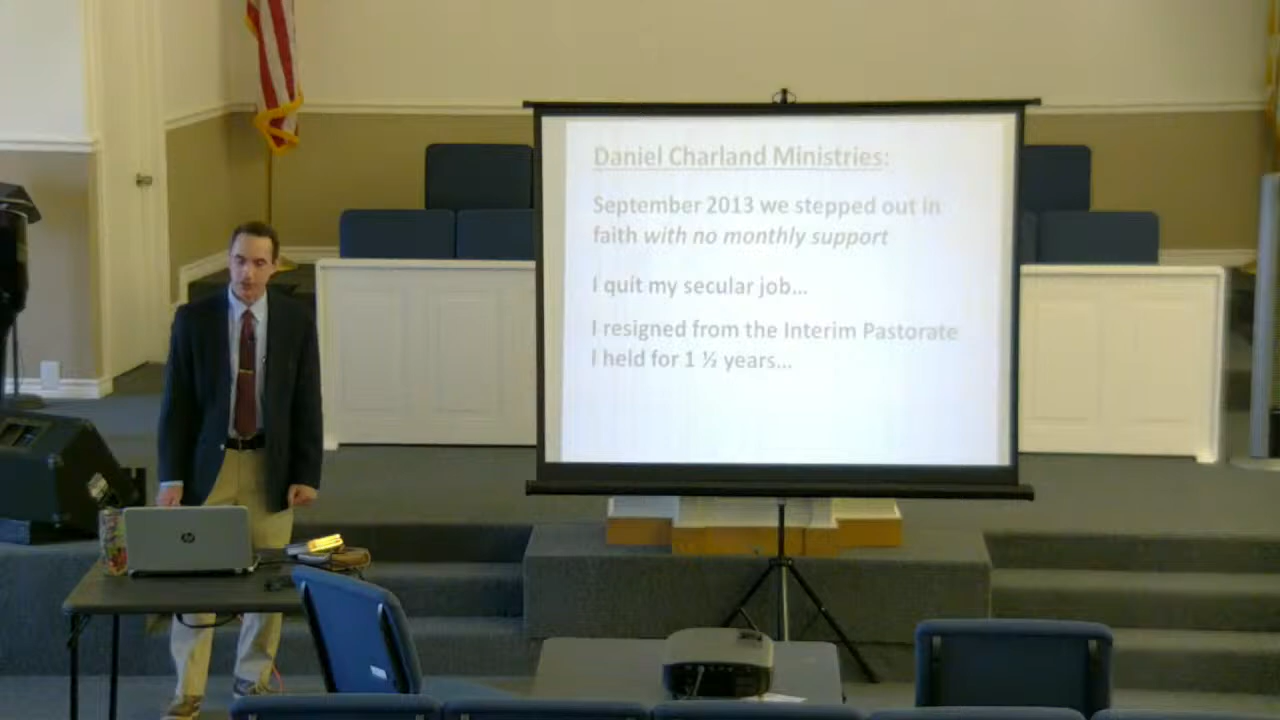 Daniel Charland Ministries:
September 2013 we stepped out in
faith with no monthly support
I quit my secular job...
I resigned from the Interim Pastorate
I held for 1 ½ years...
hp